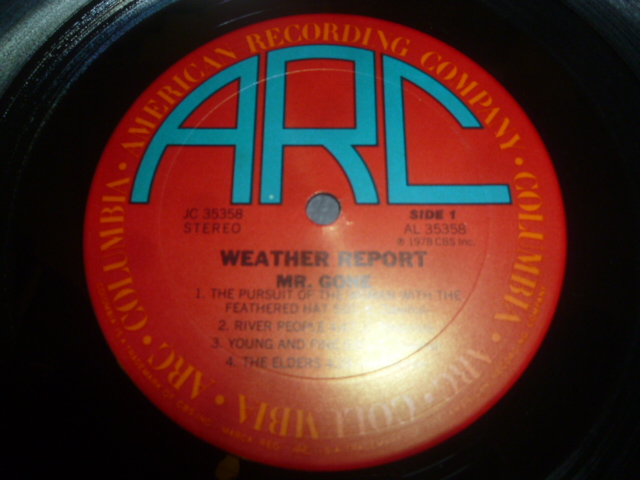 AMERICAN RECORDING COMPANY • COLUMBIA • ARC • COLUMBIA • ARC • COLUMBIA •
ARC
JC 35358
STEREO
SIDE 1
AL 35358
℗ 1978 CBS Inc.
WEATHER REPORT
MR. GONE
1. THE PURSUIT OF THE WITH THE
FEATHERED HAT
2. RIVER PEOPLE
3. YOUNG AND FINE
4. THE ELDERS